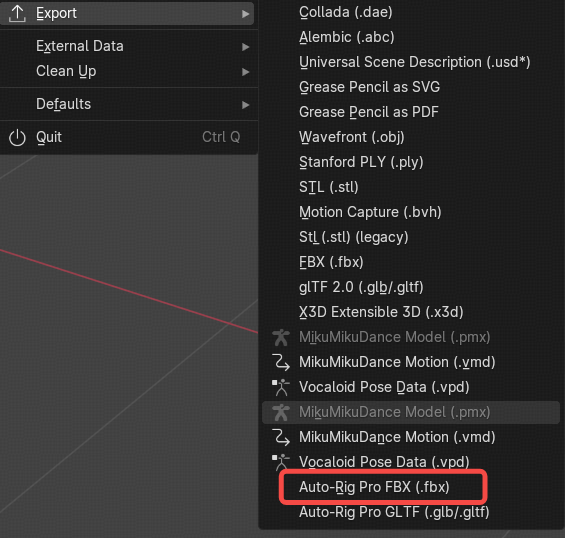 Export
External Data
Clean Up
Defaults
Quit Ctrl Q
Collada (.dae)
Alembic (.abc)
Universal Scene Description (.usd*)
Grease Pencil as SVG
Grease Pencil as PDF
Wavefront (.obj)
Stanford PLY (.ply)
STL (.stl)
Motion Capture (.bvh)
Stl (.stl) (legacy)
FBX (.fbx)
glTF 2.0 (.glb/.gltf)
X3D Extensible 3D (.x3d)
MikuMikuDance Model (.pmx)
MikuMikuDance Motion (.vmd)
Vocaloid Pose Data (.vpd)
MikuMikuDance Model (.pmx)
MikuMikuDance Motion (.vmd)
Vocaloid Pose Data (.vpd)
Auto-Rig Pro FBX (.fbx)
Auto-Rig Pro GLTF (.glb/.gltf)